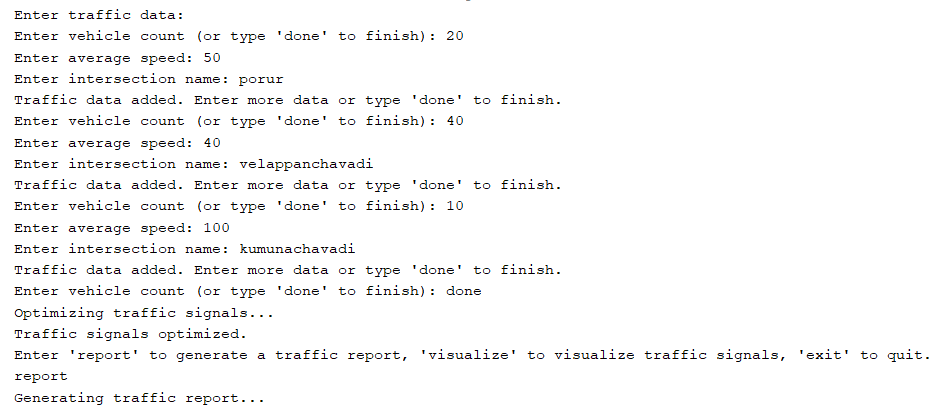 Enter traffic data:
Enter vehicle count (or type 'done' to finish): 20
Enter average speed: 50
Enter intersection name: porur
Traffic data added. Enter more data or type 'done' to finish.
Enter vehicle count (or type 'done' to finish): 40
Enter average speed: 40
Enter intersection name: velappanchavadi
Traffic data added. Enter more data or type 'done' to finish.
Enter vehicle count (or type 'done' to finish): 10
Enter average speed: 100
Enter intersection name: kumunachavadi
Traffic data added. Enter more data or type 'done' to finish.
Enter vehicle count (or type 'done' to finish): done
Optimizing traffic signals...
Traffic signals optimized.
Enter 'report' to generate a traffic report, 'visualize' to visualize traffic signals, 'exit' to quit.
report
Generating traffic report...